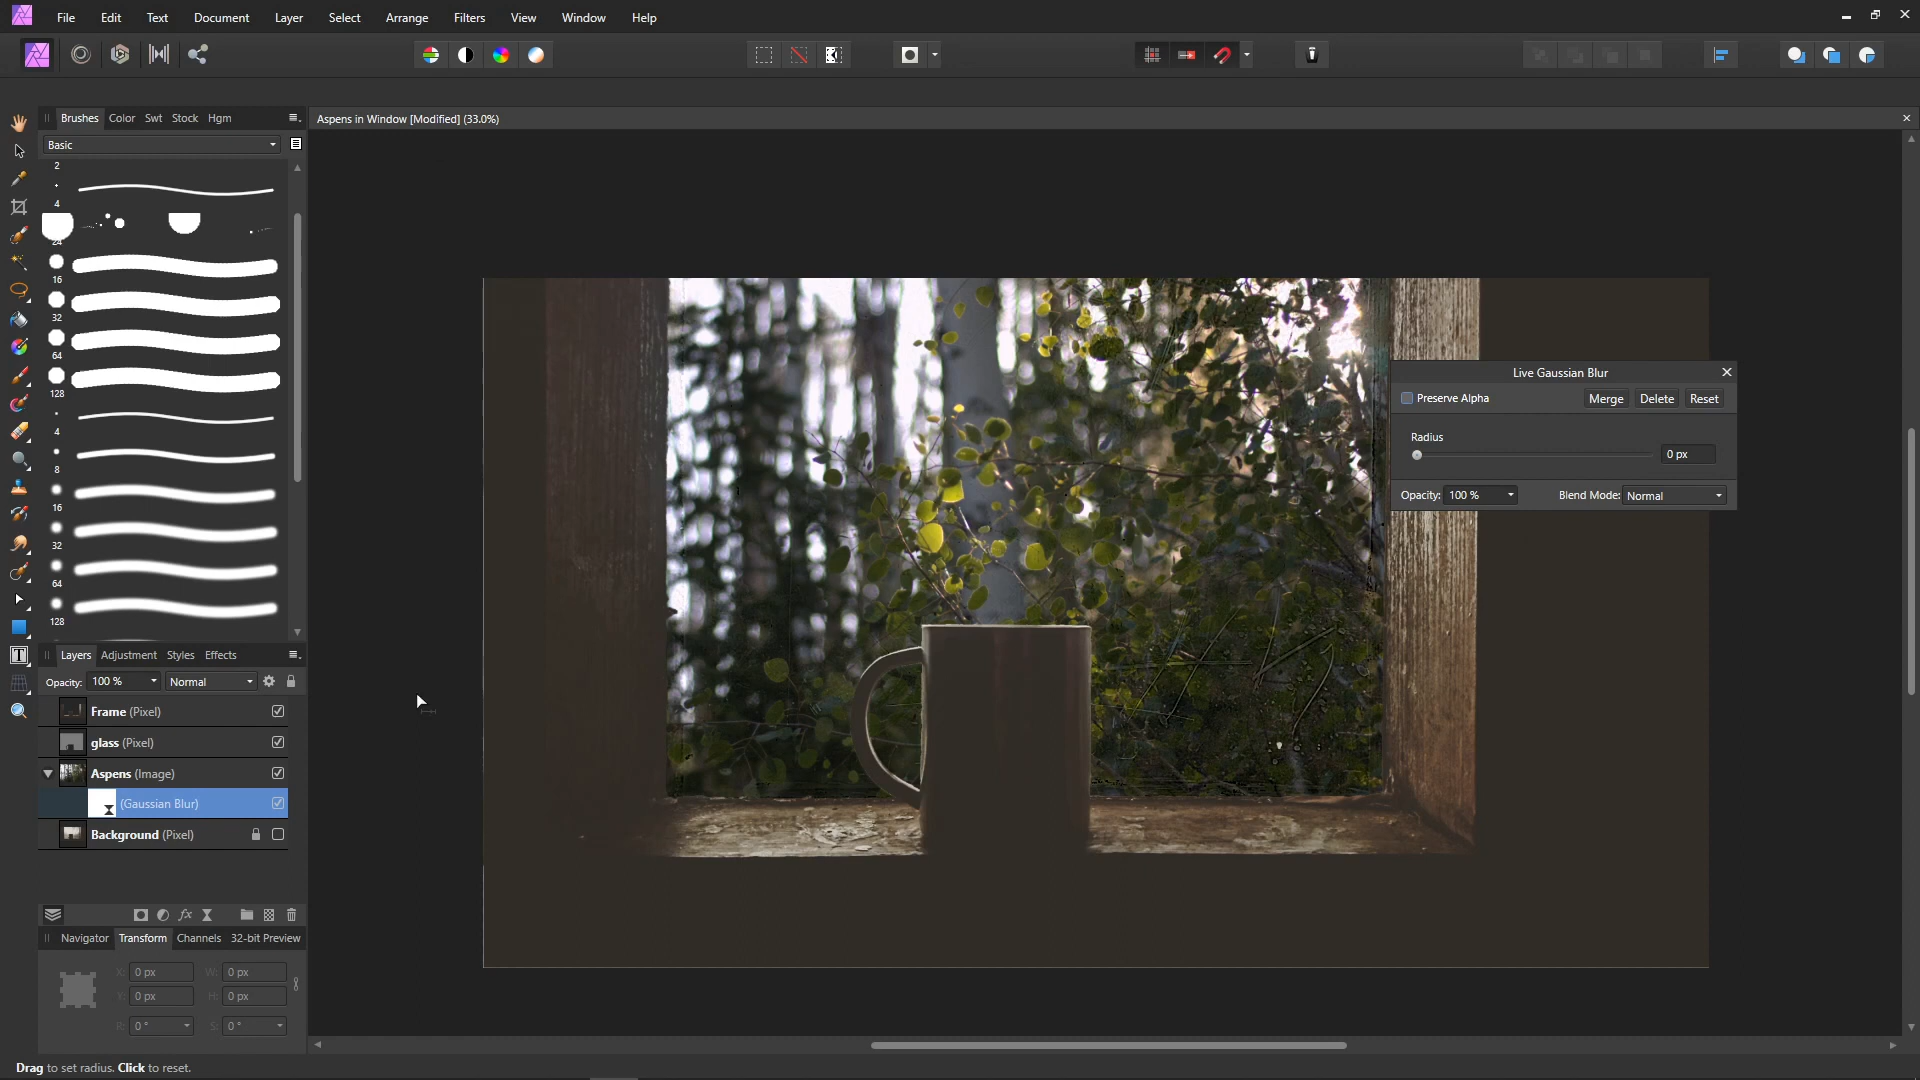 File Edit Text Document Layer Select Arrange Filters View Window Help
Brushes Color Swt Stock Hgm
Aspens in Window [Modified] (33.0%)
Basic
2
4
24
16
32
64
128
4
8
16
32
64
128
Live Gaussian Blur
Preserve Alpha Merge Delete Reset
Radius
0 px
Opacity: 100 % Blend Mode: Normal
Layers Adjustment Styles Effects
Opacity: 100 % Normal
Frame (Pixel)
glass (Pixel)
Aspens (Image)
(Gaussian Blur)
Background (Pixel)
Navigator Transform Channels 32-bit Preview
X: 0 px W: 0 px
Y: 0 px H: 0 px
R: 0 ° S: 0 °
Drag to set radius. Click to reset.